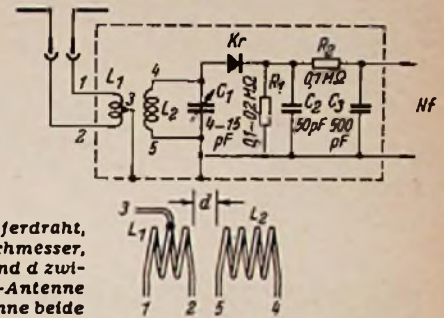 Kr
R2
1
L1
4
C1
R1
0,1 MΩ
3
L2
0,1–0,2 MΩ
C2
C3
Nf
4–15 pF
50pF
500 pF
2
5
ferdraht,
chmesser,
nd d zwi-
-Antenne
nne beide
3
d
L1
L2
1
2
5
4